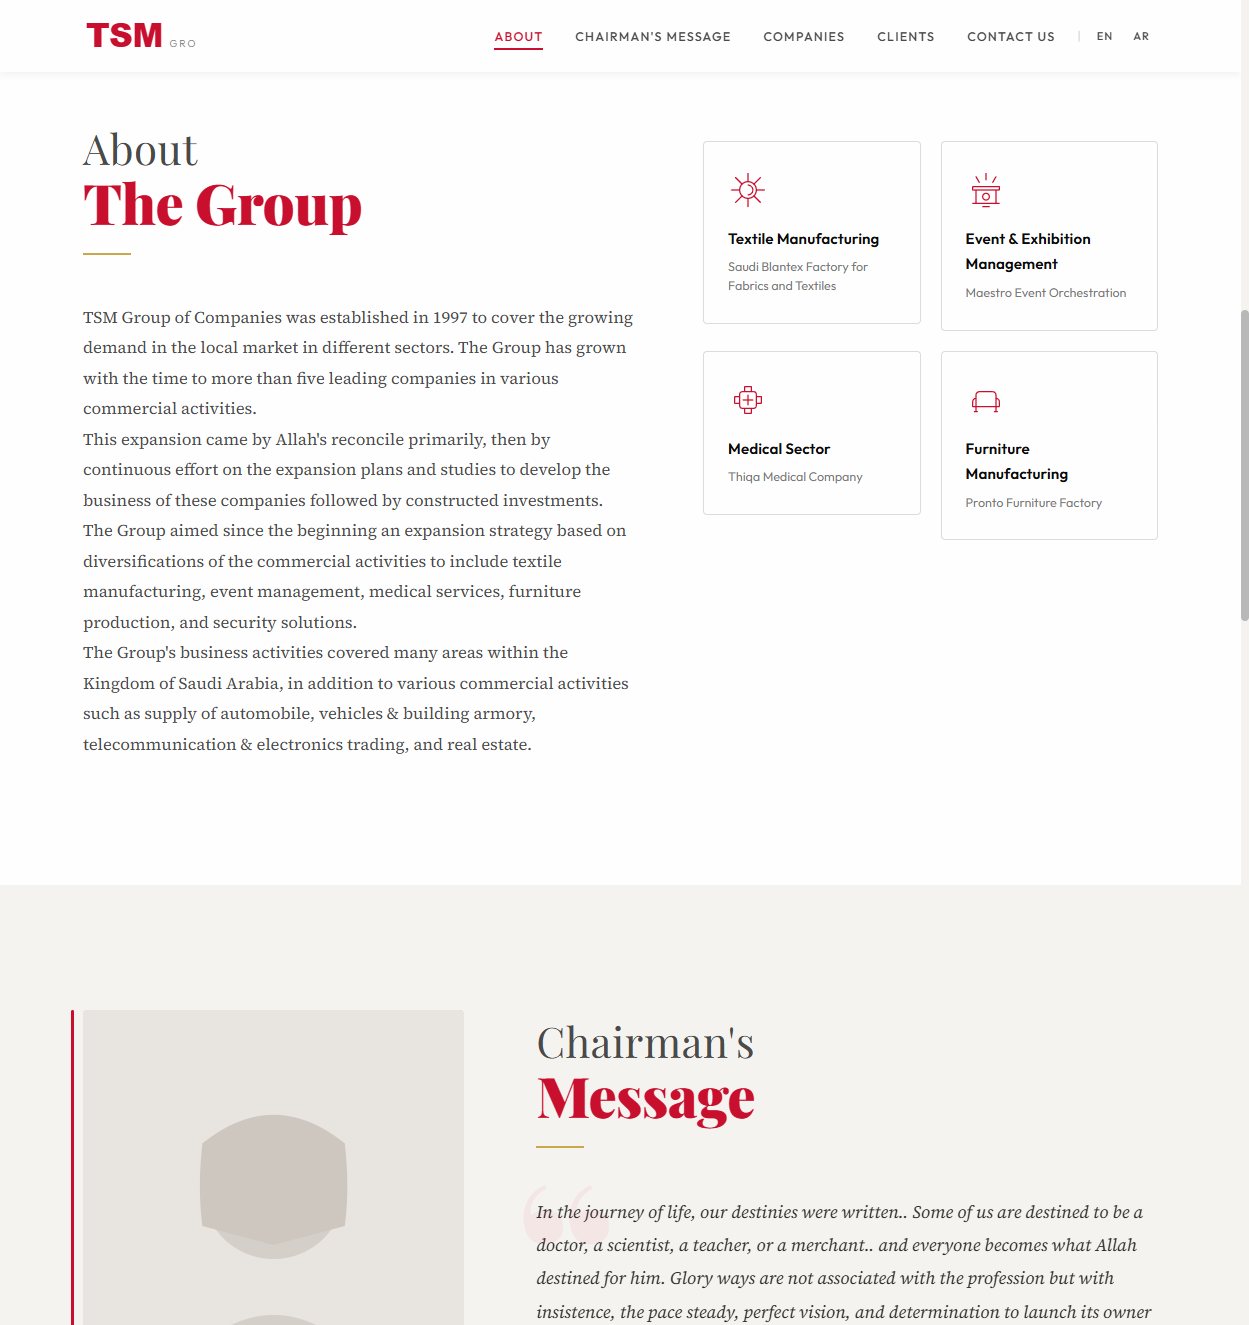 TSM GRO
ABOUT CHAIRMAN'S MESSAGE COMPANIES CLIENTS CONTACT US | EN AR
About
The Group
TSM Group of Companies was established in 1997 to cover the growing
demand in the local market in different sectors. The Group has grown
with the time to more than five leading companies in various
commercial activities.
This expansion came by Allah's reconcile primarily, then by
continuous effort on the expansion plans and studies to develop the
business of these companies followed by constructed investments.
The Group aimed since the beginning an expansion strategy based on
diversifications of the commercial activities to include textile
manufacturing, event management, medical services, furniture
production, and security solutions.
The Group's business activities covered many areas within the
Kingdom of Saudi Arabia, in addition to various commercial activities
such as supply of automobile, vehicles & building armory,
telecommunication & electronics trading, and real estate.
Textile Manufacturing
Saudi Blantex Factory for
Fabrics and Textiles
Event & Exhibition
Management
Maestro Event Orchestration
Medical Sector
Thiqa Medical Company
Furniture
Manufacturing
Pronto Furniture Factory
Chairman's
Message
“
In the journey of life, our destinies were written.. Some of us are destined to be a
doctor, a scientist, a teacher, or a merchant.. and everyone becomes what Allah
destined for him. Glory ways are not associated with the profession but with
insistence, the pace steady, perfect vision, and determination to launch its owner